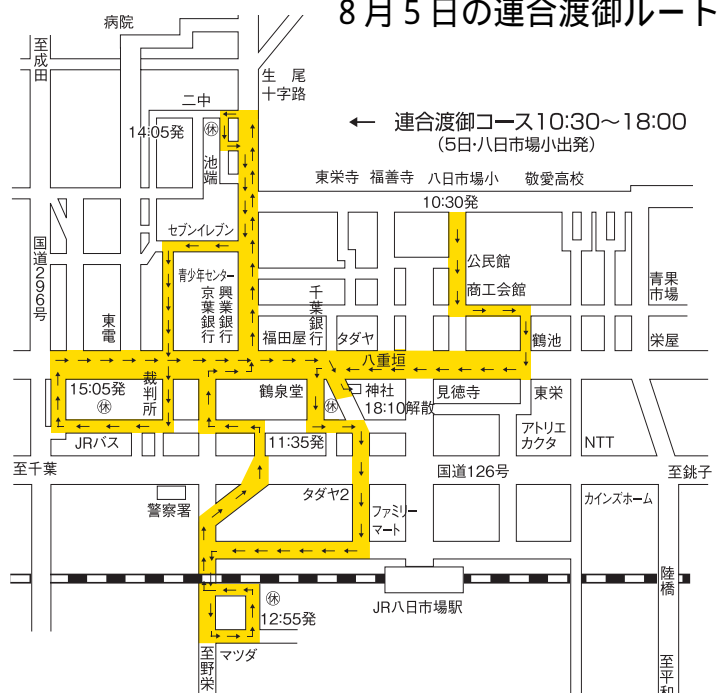 8月5日の連合渡御ルート
病院
至成田
生尾
十字路
二中
14:05発
休
池端
← 連合渡御コース10:30～18:00
(5日・八日市場小出発)
東栄寺 福善寺 八日市場小 敬愛高校
10:30発
セブンイレブン
国道296号
公民館
商工会館
青少年センター
京葉銀行
興業銀行
千葉銀行
青果市場
東電
福田屋
タダヤ
鶴池
栄屋
八重垣
15:05発
休
裁判所
鶴泉堂
休
神社
18:10解散
見徳寺
東栄
JRバス
11:35発
アトリエ
カクタ
NTT
至千葉
国道126号
至銚子
警察署
タダヤ2
ファミリー
マート
カインズホーム
陸橋
休
12:55発
JR八日市場駅
マツダ
至野栄
至平和